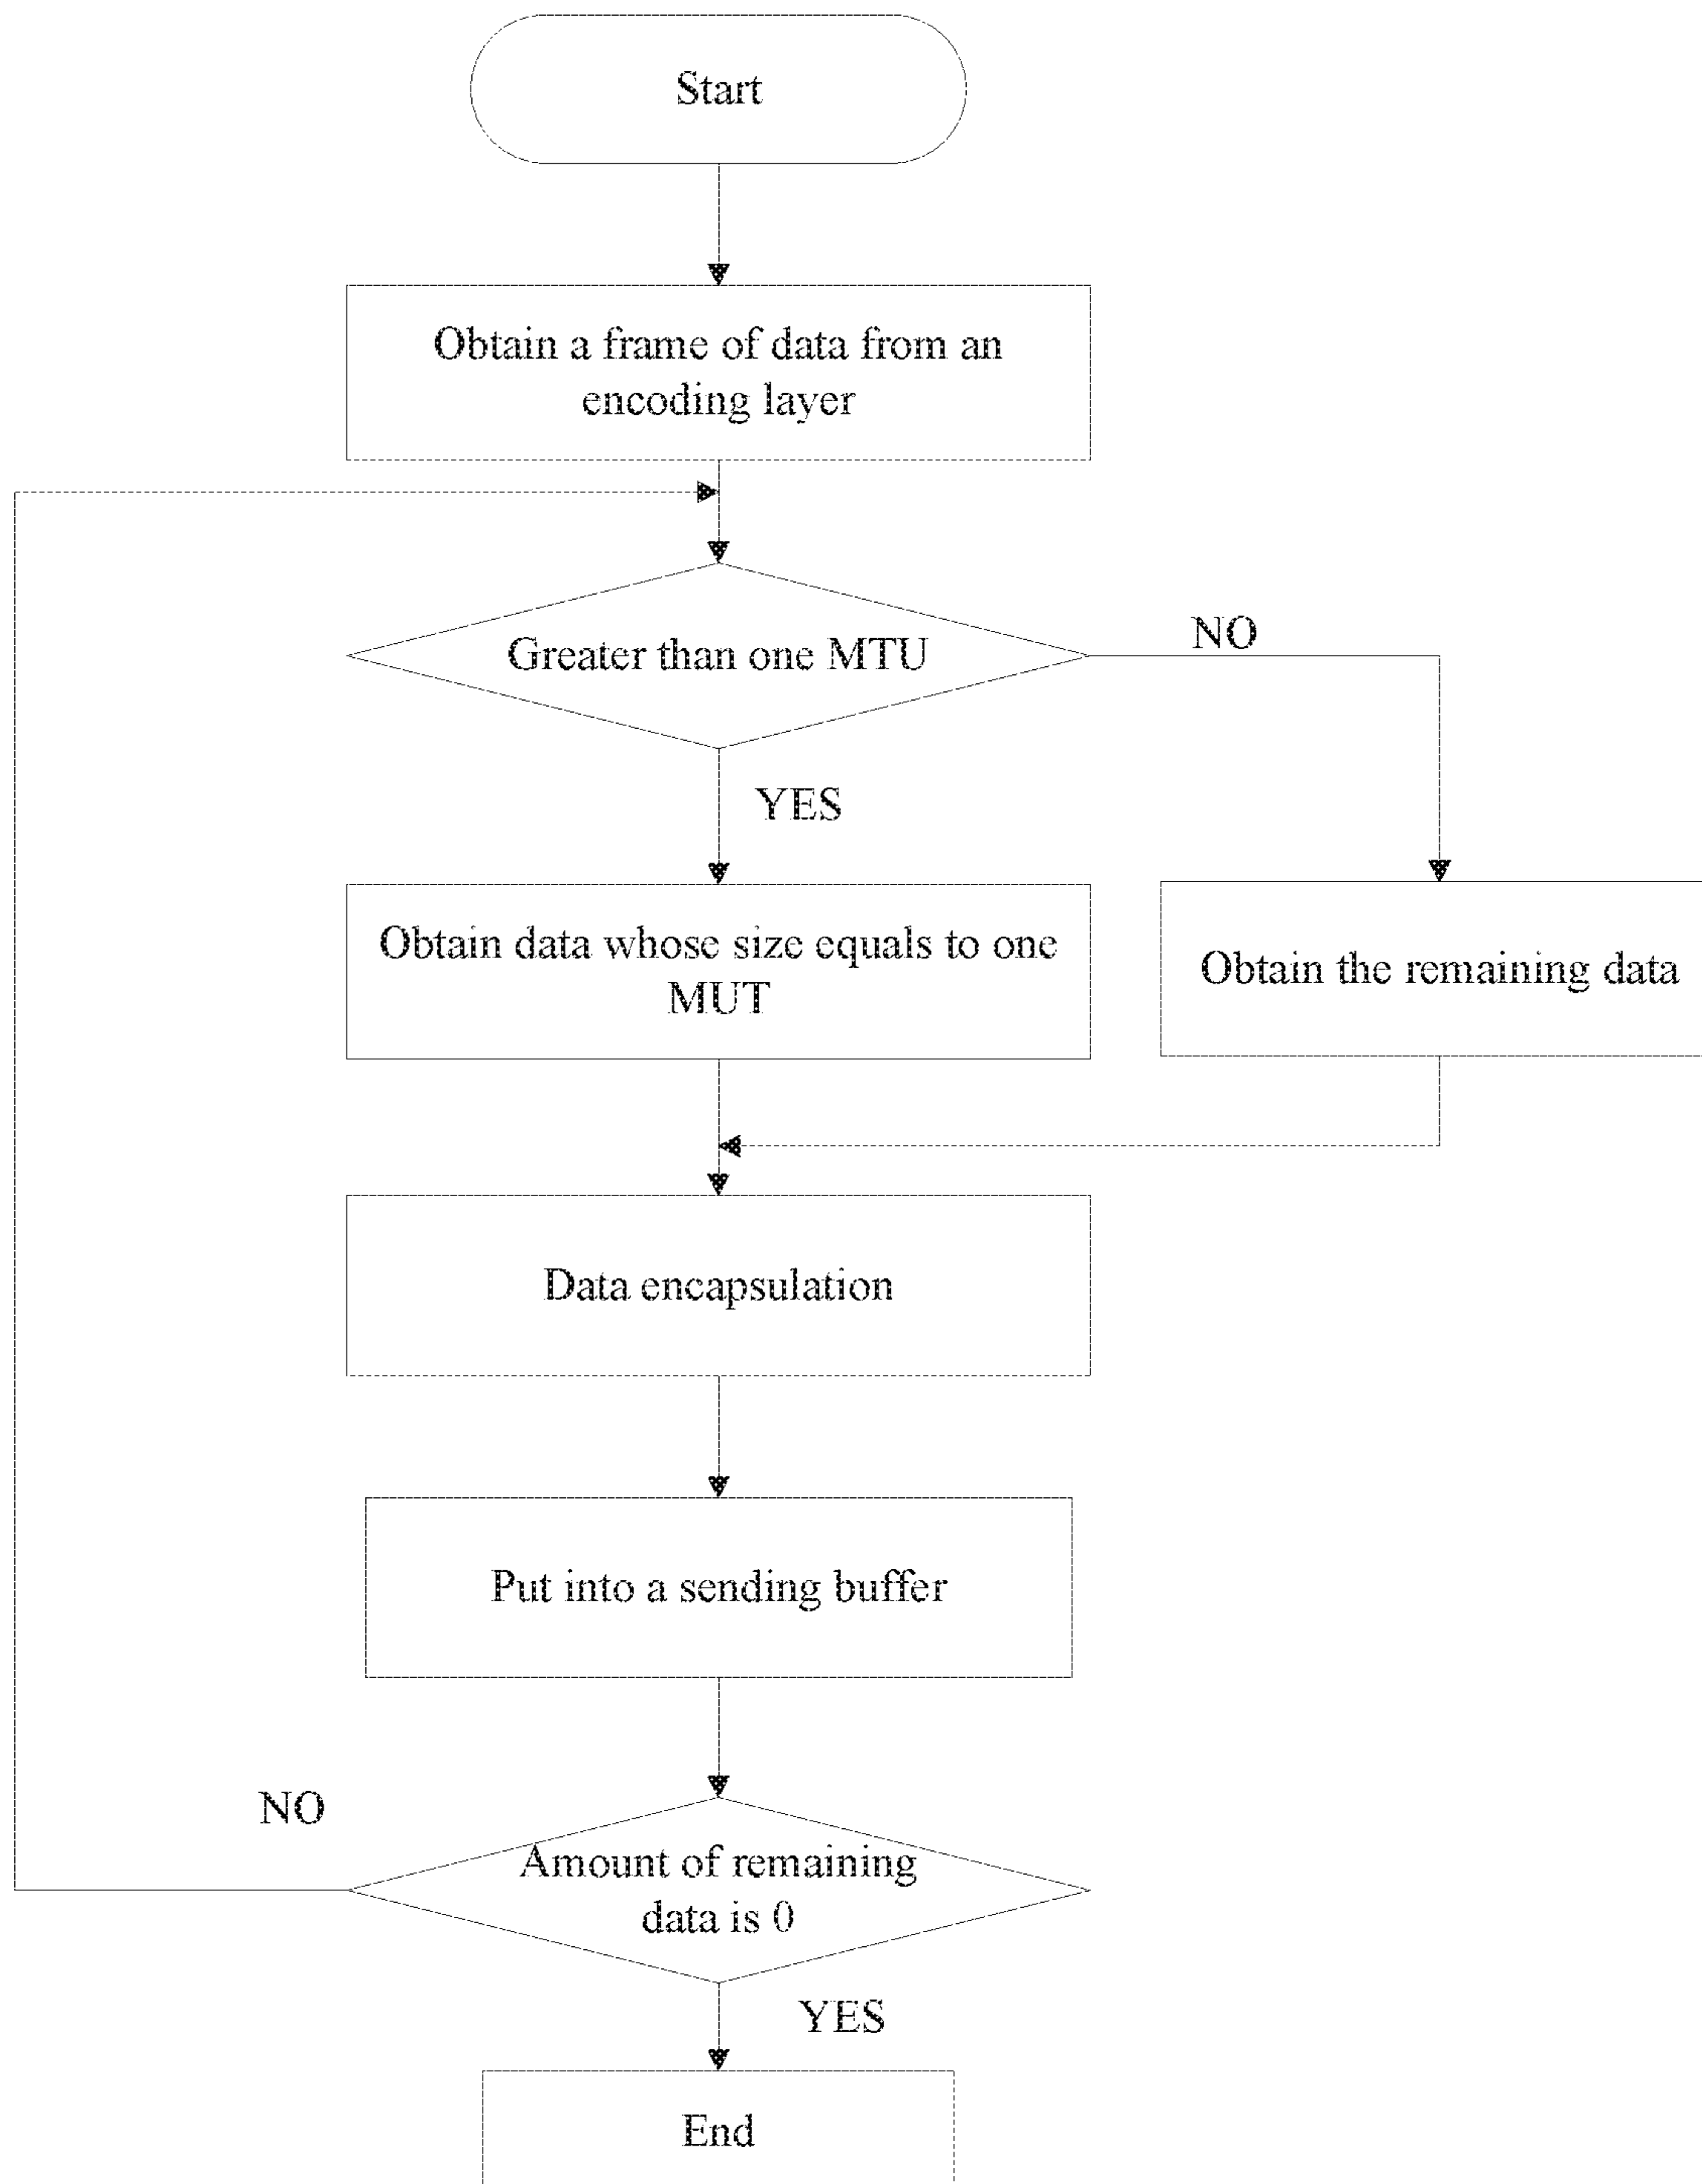 Start
Obtain a frame of data from an
encoding layer
Greater than one MTU
NO
YES
Obtain data whose size equals to one
MUT
Obtain the remaining data
Data encapsulation
Put into a sending buffer
NO
Amount of remaining
data is 0
YES
End